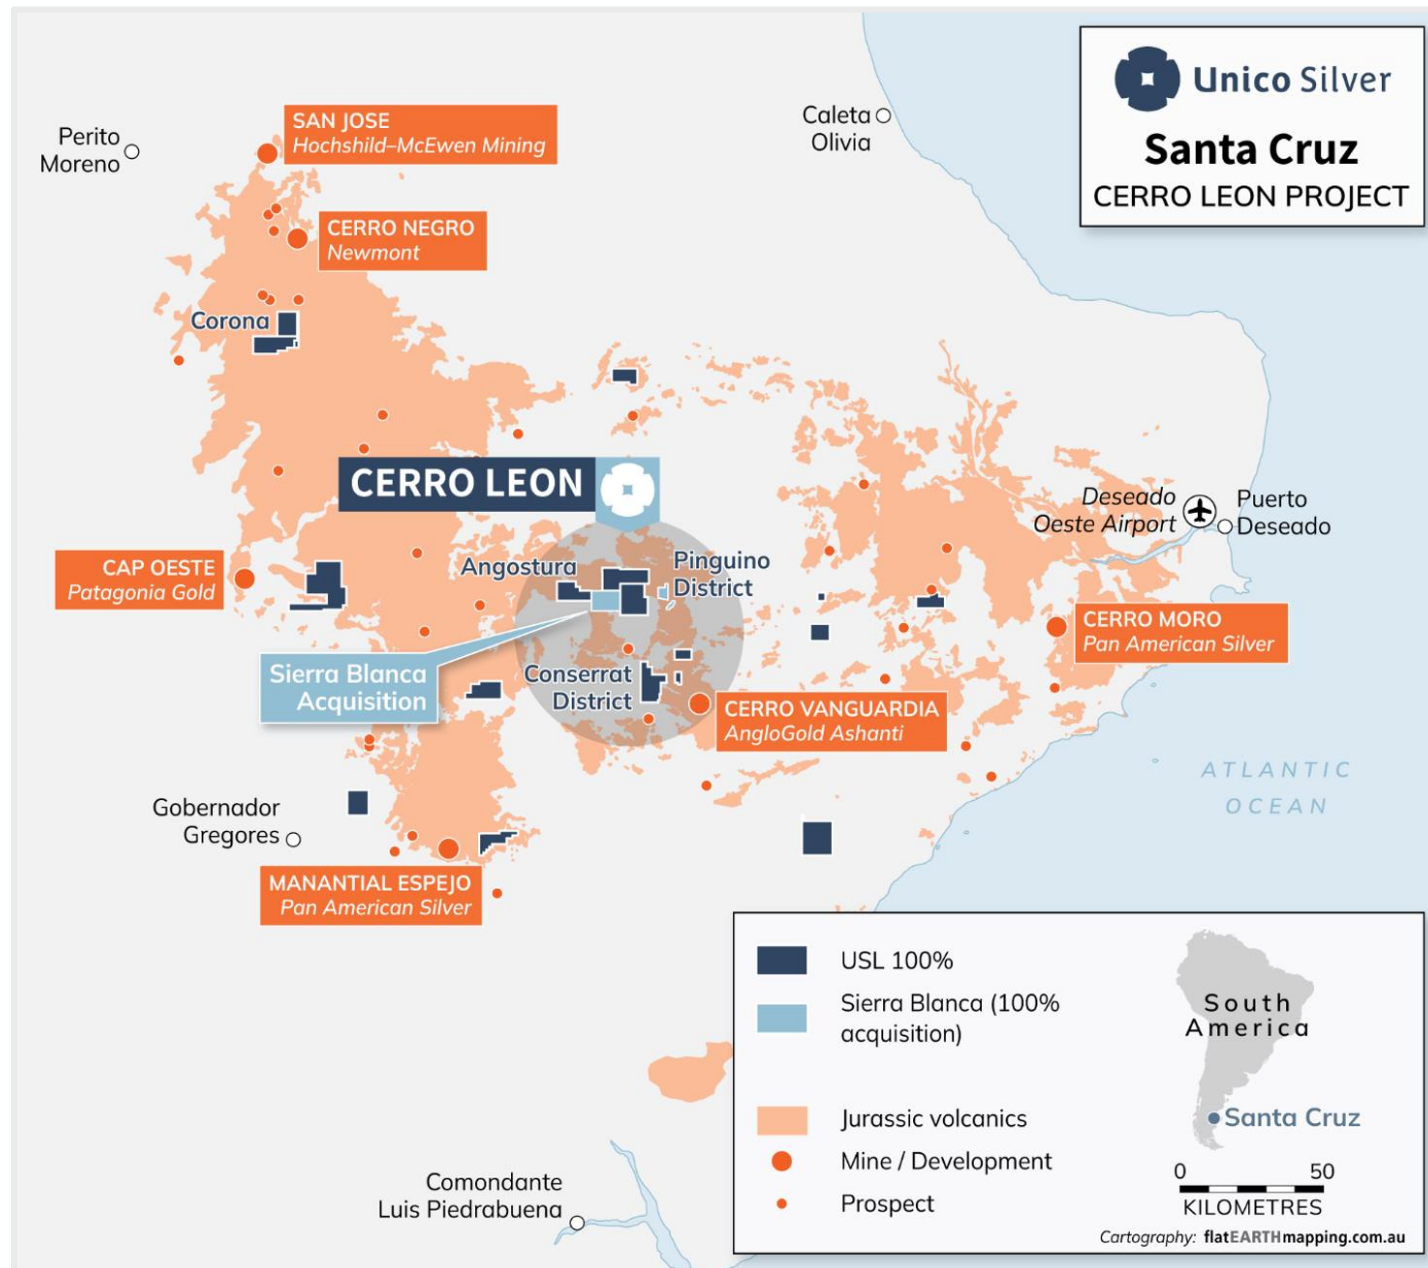 Unico Silver
Santa Cruz
CERRO LEON PROJECT
Perito
Moreno
SAN JOSE
Hochshild–McEwen Mining
Caleta
Olivia
CERRO NEGRO
Newmont
Corona
CERRO LEON
Deseado
Oeste Airport
Puerto
Deseado
CAP OESTE
Patagonia Gold
Angostura
Pinguino
District
CERRO MORO
Pan American Silver
Sierra Blanca
Acquisition
Conserrat
District
CERRO VANGUARDIA
AngloGold Ashanti
ATLANTIC
OCEAN
Gobernador
Gregores
MANANTIAL ESPEJO
Pan American Silver
USL 100%
Sierra Blanca (100%
acquisition)
Jurassic volcanics
Mine / Development
Prospect
South
America
Santa Cruz
0 50
KILOMETRES
Cartography: flatEARTHmapping.com.au
Comondante
Luis Piedrabuena